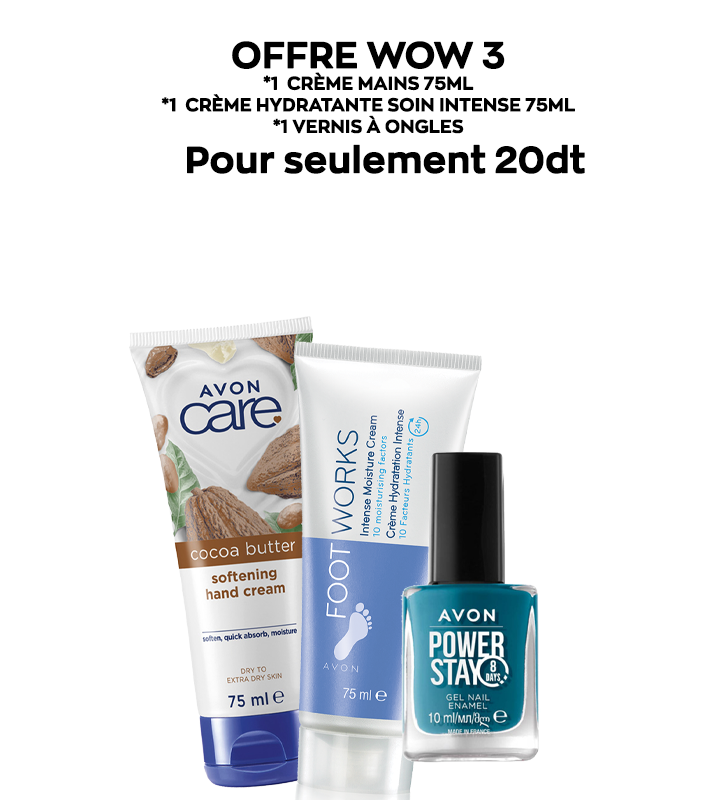 OFFRE WOW 3
*1 CRÈME MAINS 75ML
*1 CRÈME HYDRATANTE SOIN INTENSE 75ML
*1 VERNIS À ONGLES
Pour seulement 20dt
AVON
care
cocoa butter
softening
hand cream
soften, quick absorb, moisture
DRY TO
EXTRA DRY SKIN
75 ml e
FOOT WORKS
Intense Moisture Cream
10 moisturising factors
Crème Hydratation Intense
10 Facteurs Hydratants 24h
AVON
75 ml e
AVON
POWER
STAY 8
DAYS
GEL NAIL
ENAMEL
10 ml/мл/
MADE IN FRANCE